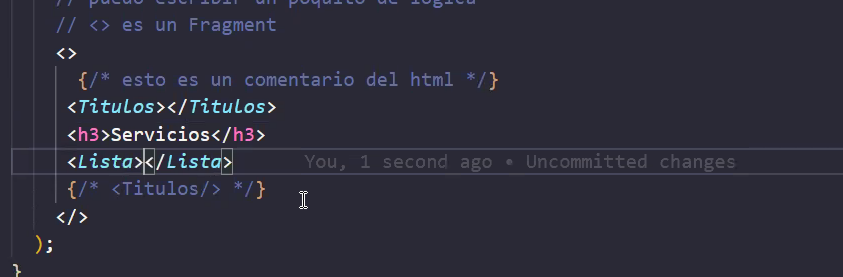 // puedo escribir un poquito de logica
// <> es un Fragment
<>
{/* esto es un comentario del html */}
<Titulos></Titulos>
<h3>Servicios</h3>
<Lista></Lista> You, 1 second ago • Uncommitted changes
{/* <Titulos/> */}
</>
);
}